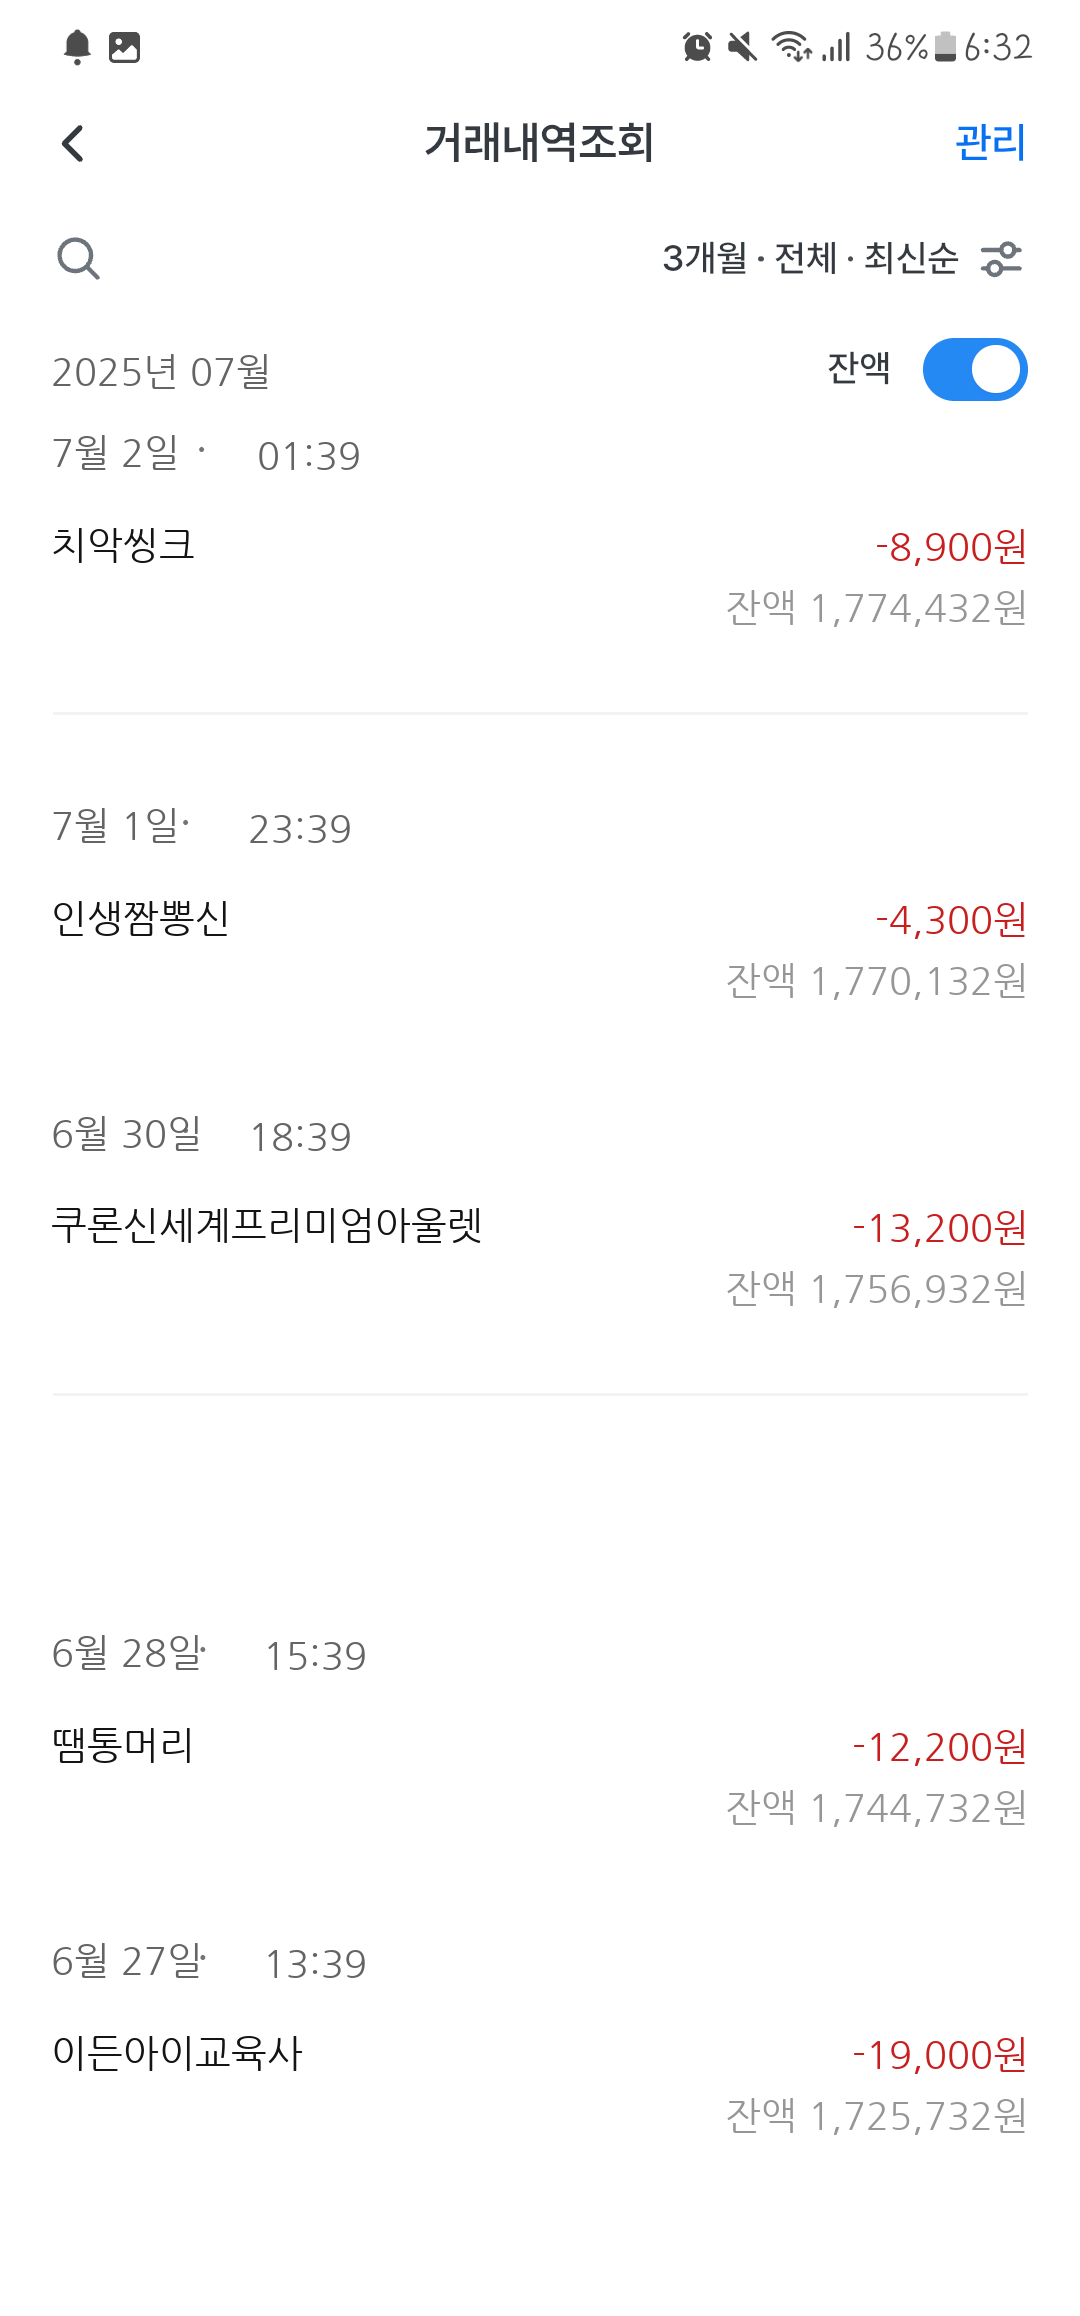 36% 6:32
거래내역조회 관리
3개월 · 전체 · 최신순
2025년 07월 잔액
7월 2일 · 01:39
치악씽크 -8,900원
잔액 1,774,432원
7월 1일· 23:39
인생짬뽕신 -4,300원
잔액 1,770,132원
6월 30일 18:39
쿠론신세계프리미엄아울렛 -13,200원
잔액 1,756,932원
6월 28일· 15:39
땜통머리 -12,200원
잔액 1,744,732원
6월 27일· 13:39
이든아이교육사 -19,000원
잔액 1,725,732원